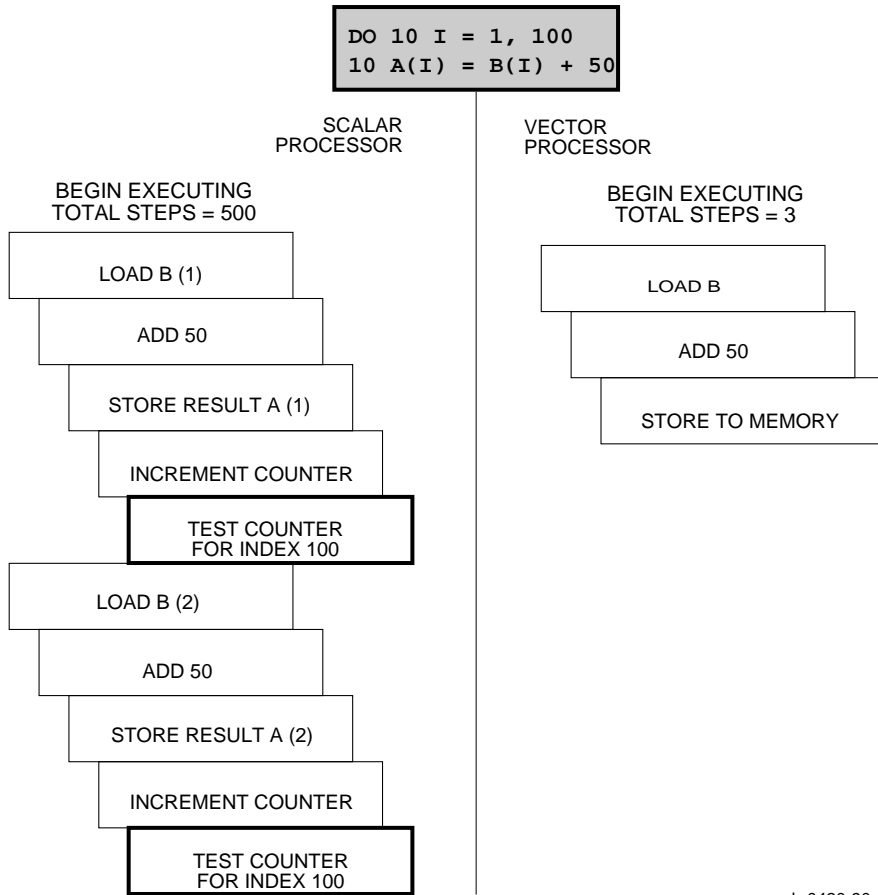 DO 10 I = 1, 100
10 A(I) = B(I) + 50
SCALAR
PROCESSOR
BEGIN EXECUTING
TOTAL STEPS = 500
LOAD B (1)
ADD 50
STORE RESULT A (1)
INCREMENT COUNTER
TEST COUNTER
FOR INDEX 100
LOAD B (2)
ADD 50
STORE RESULT A (2)
INCREMENT COUNTER
TEST COUNTER
FOR INDEX 100
VECTOR
PROCESSOR
BEGIN EXECUTING
TOTAL STEPS = 3
LOAD B
ADD 50
STORE TO MEMORY